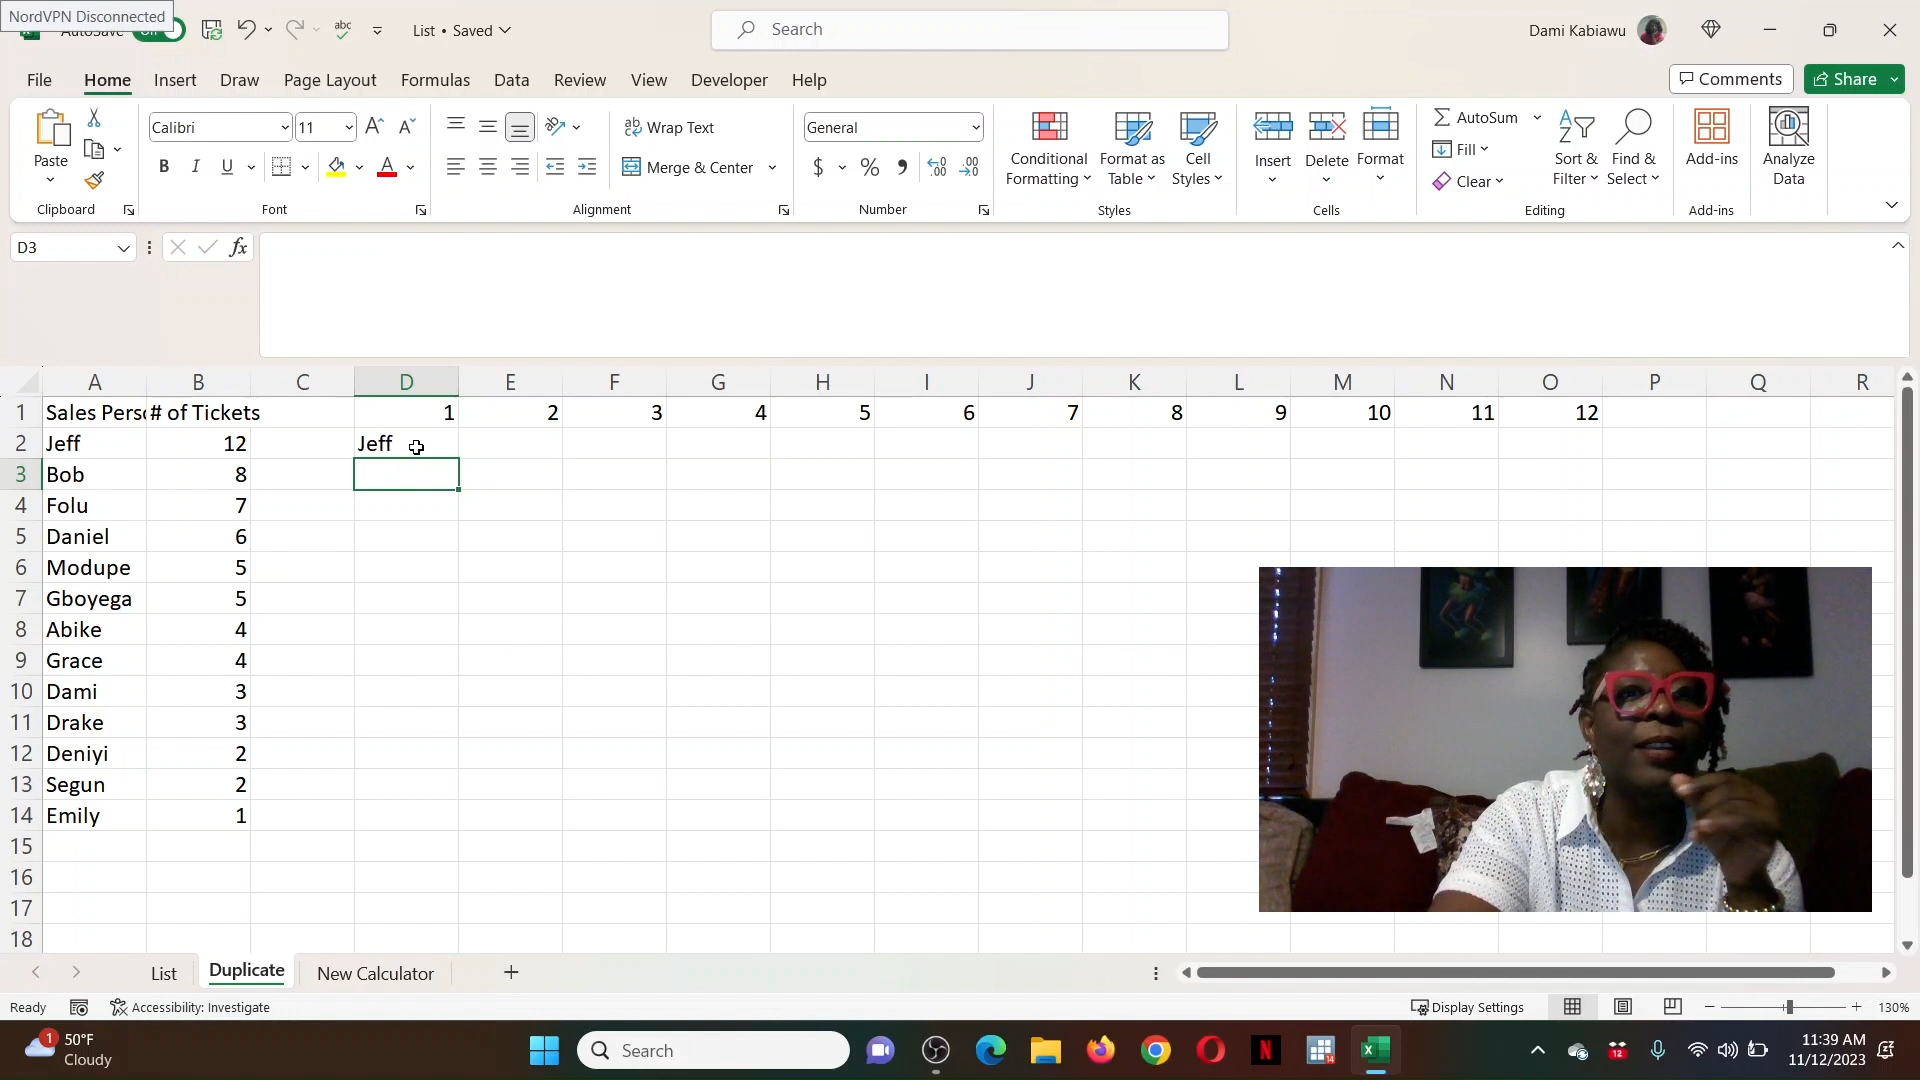 NordVPN Disconnected
AutoSave
List • Saved
Search
Dami Kabiawu
File Home Insert Draw Page Layout Formulas Data Review View Developer Help
Comments Share
Paste
Clipboard
Calibri 11
B I U
Font
Wrap Text
Merge & Center
Alignment
General
$ %
Number
Conditional Formatting
Format as Table
Cell Styles
Styles
Insert Delete Format
Cells
AutoSum
Fill
Clear
Sort & Filter
Find & Select
Editing
Add-ins
Add-ins
Analyze Data
D3
fx
A B C D E F G H I J K L M N O P Q R
1 Sales Perso # of Tickets 1 2 3 4 5 6 7 8 9 10 11 12
2 Jeff 12 Jeff
3 Bob 8
4 Folu 7
5 Daniel 6
6 Modupe 5
7 Gboyega 5
8 Abike 4
9 Grace 4
10 Dami 3
11 Drake 3
12 Deniyi 2
13 Segun 2
14 Emily 1
15
16
17
18
List Duplicate New Calculator
Ready Accessibility: Investigate Display Settings 130%
1 50°F
Cloudy
Search
12
11:39 AM
11/12/2023